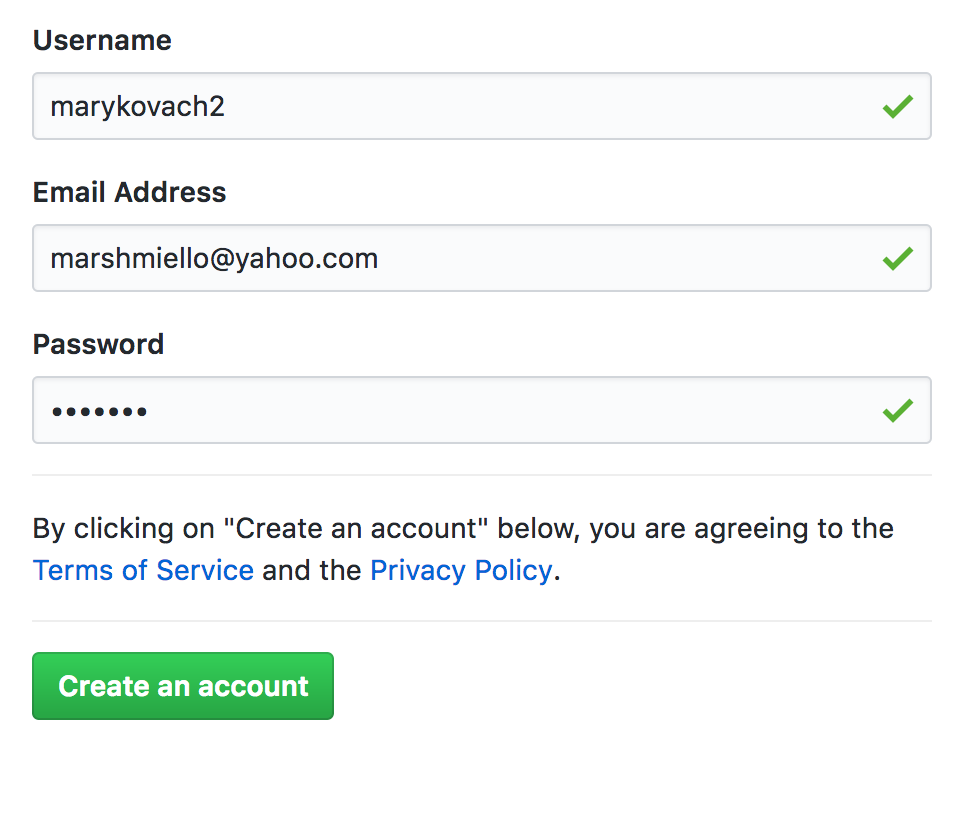 Username
marykovach2
Email Address
marshmiello@yahoo.com
Password
•••••••
By clicking on "Create an account" below, you are agreeing to the
Terms of Service and the Privacy Policy.
Create an account